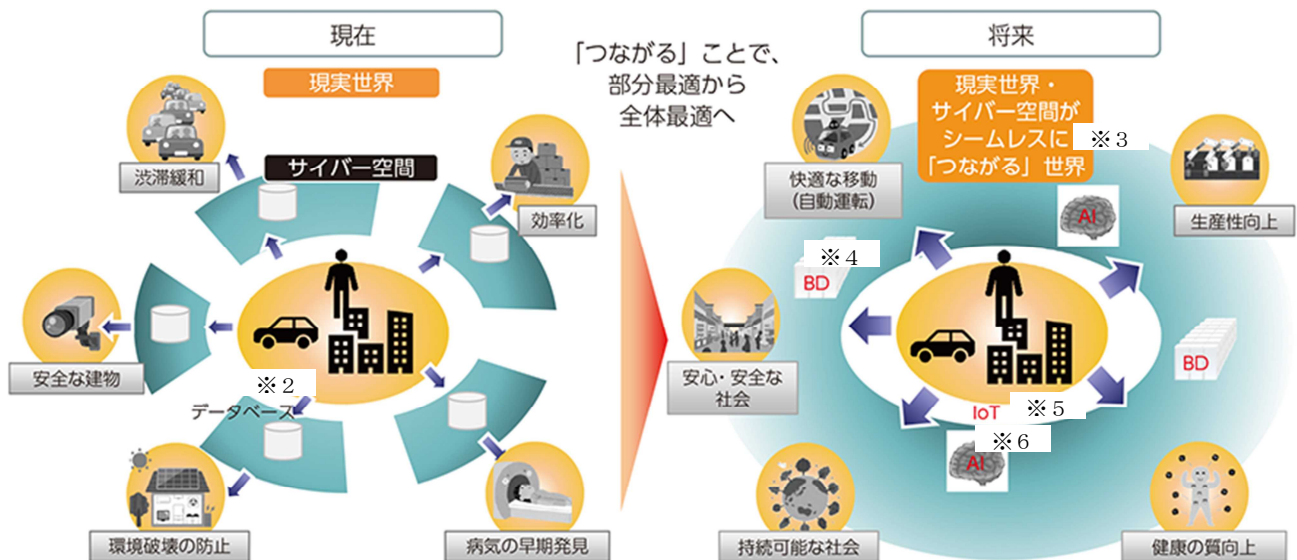 現在
現実世界
サイバー空間
渋滞緩和
効率化
安全な建物
※2
データベース
環境破壊の防止
病気の早期発見
「つながる」ことで、
部分最適から
全体最適へ
将来
現実世界・
サイバー空間が
シームレスに ※3
「つながる」世界
快適な移動
(自動運転)
AI
生産性向上
※4
BD
安心・安全な
社会
BD
IoT ※5
※6
AI
持続可能な社会
健康の質向上